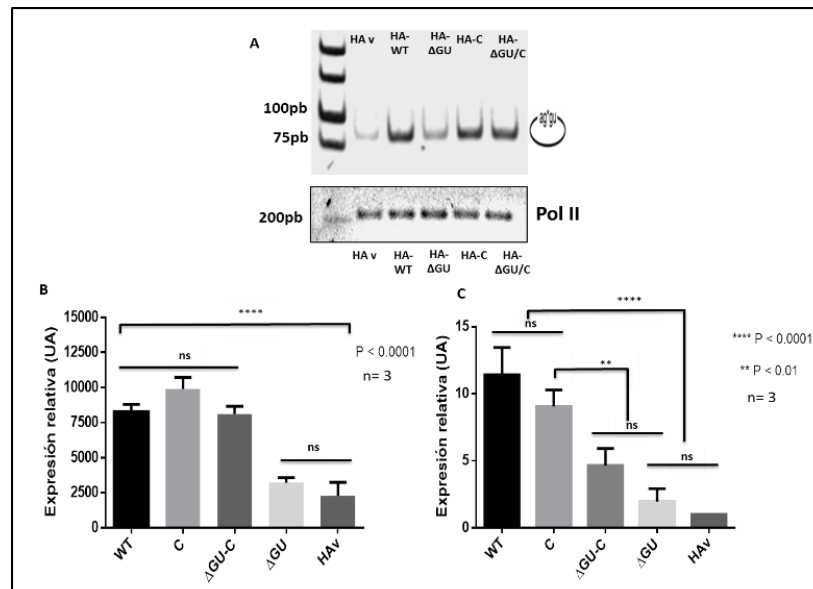 A
HA v
HA-
WT
HA-
ΔGU
HA-C
HA-
ΔGU/C
100pb
75pb
ag°gu
200pb
Pol II
HA v
HA-
WT
HA-
ΔGU
HA-C
HA-
ΔGU/C
B
Expresión relativa (UA)
15000
12500
10000
7500
5000
2500
0
****
ns
ns
P < 0.0001
n= 3
WT
C
ΔGU-C
ΔGU
HAv
C
Expresión relativa (UA)
15
10
5
0
****
ns
**
ns
ns
**** P < 0.0001
** P < 0.01
n= 3
WT
C
ΔGU-C
ΔGU
HAv